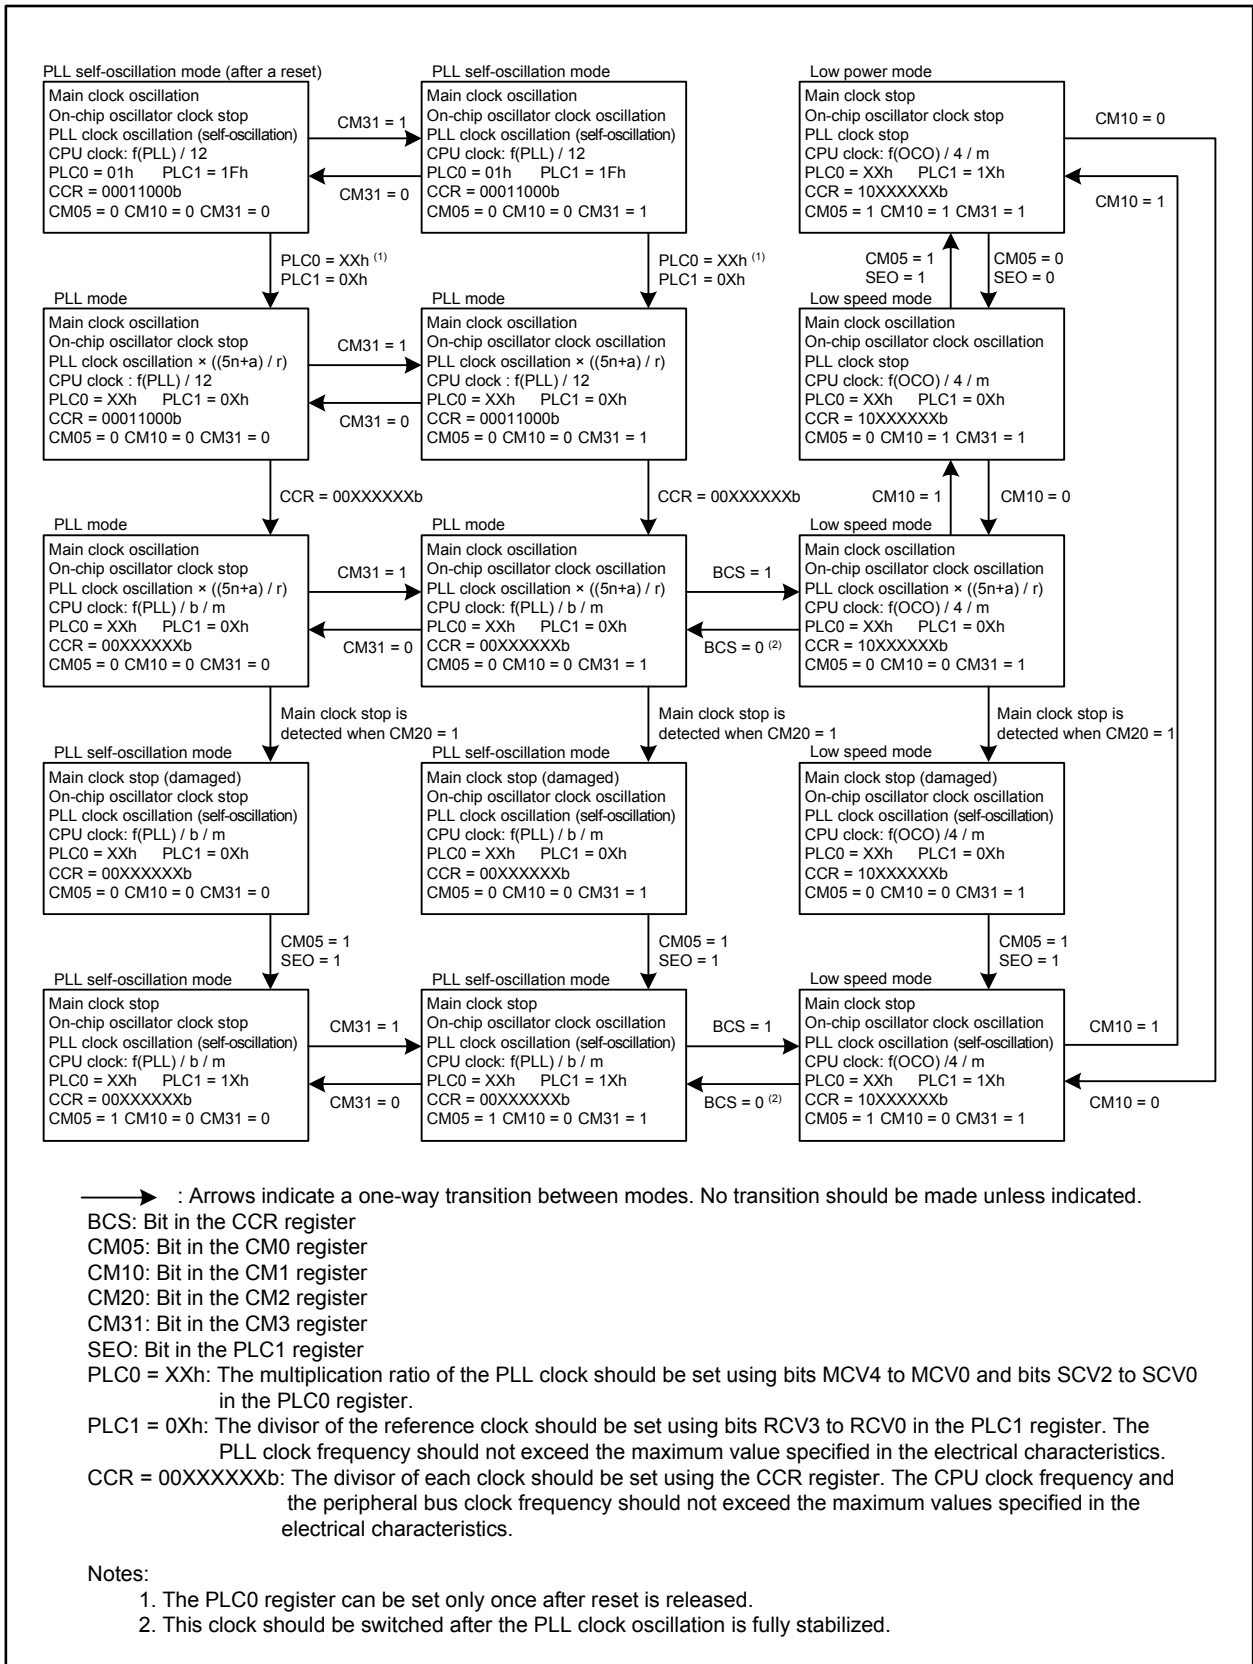 PLL self-oscillation mode (after a reset)
Main clock oscillation
On-chip oscillator clock stop
PLL clock oscillation (self-oscillation)
CPU clock: f(PLL) / 12
PLC0 = 01h PLC1 = 1Fh
CCR = 00011000b
CM05 = 0 CM10 = 0 CM31 = 0
CM31 = 1
CM31 = 0
PLL self-oscillation mode
Main clock oscillation
On-chip oscillator clock oscillation
PLL clock oscillation (self-oscillation)
CPU clock: f(PLL) / 12
PLC0 = 01h PLC1 = 1Fh
CCR = 00011000b
CM05 = 0 CM10 = 0 CM31 = 1
Low power mode
Main clock stop
On-chip oscillator clock stop
PLL clock stop
CPU clock: f(OCO) / 4 / m
PLC0 = XXh PLC1 = 1Xh
CCR = 10XXXXXXb
CM05 = 1 CM10 = 1 CM31 = 1
CM10 = 0
CM10 = 1
PLC0 = XXh (1)
PLC1 = 0Xh
PLC0 = XXh (1)
PLC1 = 0Xh
CM05 = 1
SEO = 1
CM05 = 0
SEO = 0
PLL mode
Main clock oscillation
On-chip oscillator clock stop
PLL clock oscillation × ((5n+a) / r)
CPU clock : f(PLL) / 12
PLC0 = XXh PLC1 = 0Xh
CCR = 00011000b
CM05 = 0 CM10 = 0 CM31 = 0
CM31 = 1
CM31 = 0
PLL mode
Main clock oscillation
On-chip oscillator clock oscillation
PLL clock oscillation × ((5n+a) / r)
CPU clock : f(PLL) / 12
PLC0 = XXh PLC1 = 0Xh
CCR = 00011000b
CM05 = 0 CM10 = 0 CM31 = 1
Low speed mode
Main clock oscillation
On-chip oscillator clock oscillation
PLL clock stop
CPU clock: f(OCO) / 4 / m
PLC0 = XXh PLC1 = 0Xh
CCR = 10XXXXXXb
CM05 = 0 CM10 = 1 CM31 = 1
CCR = 00XXXXXXb
CCR = 00XXXXXXb
CM10 = 1
CM10 = 0
PLL mode
Main clock oscillation
On-chip oscillator clock stop
PLL clock oscillation × ((5n+a) / r)
CPU clock: f(PLL) / b / m
PLC0 = XXh PLC1 = 0Xh
CCR = 00XXXXXXb
CM05 = 0 CM10 = 0 CM31 = 0
CM31 = 1
CM31 = 0
PLL mode
Main clock oscillation
On-chip oscillator clock oscillation
PLL clock oscillation × ((5n+a) / r)
CPU clock: f(PLL) / b / m
PLC0 = XXh PLC1 = 0Xh
CCR = 00XXXXXXb
CM05 = 0 CM10 = 0 CM31 = 1
BCS = 1
BCS = 0 (2)
Low speed mode
Main clock oscillation
On-chip oscillator clock oscillation
PLL clock oscillation × ((5n+a) / r)
CPU clock: f(OCO) / 4 / m
PLC0 = XXh PLC1 = 0Xh
CCR = 10XXXXXXb
CM05 = 0 CM10 = 0 CM31 = 1
Main clock stop is
detected when CM20 = 1
Main clock stop is
detected when CM20 = 1
Main clock stop is
detected when CM20 = 1
PLL self-oscillation mode
Main clock stop (damaged)
On-chip oscillator clock stop
PLL clock oscillation (self-oscillation)
CPU clock: f(PLL) / b / m
PLC0 = XXh PLC1 = 0Xh
CCR = 00XXXXXXb
CM05 = 0 CM10 = 0 CM31 = 0
PLL self-oscillation mode
Main clock stop (damaged)
On-chip oscillator clock oscillation
PLL clock oscillation (self-oscillation)
CPU clock: f(PLL) / b / m
PLC0 = XXh PLC1 = 0Xh
CCR = 00XXXXXXb
CM05 = 0 CM10 = 0 CM31 = 1
Low speed mode
Main clock stop (damaged)
On-chip oscillator clock oscillation
PLL clock oscillation (self-oscillation)
CPU clock: f(OCO) /4 / m
PLC0 = XXh PLC1 = 0Xh
CCR = 10XXXXXXb
CM05 = 0 CM10 = 0 CM31 = 1
CM05 = 1
SEO = 1
CM05 = 1
SEO = 1
CM05 = 1
SEO = 1
PLL self-oscillation mode
Main clock stop
On-chip oscillator clock stop
PLL clock oscillation (self-oscillation)
CPU clock: f(PLL) / b / m
PLC0 = XXh PLC1 = 1Xh
CCR = 00XXXXXXb
CM05 = 1 CM10 = 0 CM31 = 0
CM31 = 1
CM31 = 0
PLL self-oscillation mode
Main clock stop
On-chip oscillator clock oscillation
PLL clock oscillation (self-oscillation)
CPU clock: f(PLL) / b / m
PLC0 = XXh PLC1 = 1Xh
CCR = 00XXXXXXb
CM05 = 1 CM10 = 0 CM31 = 1
BCS = 1
BCS = 0 (2)
Low speed mode
Main clock stop
On-chip oscillator clock oscillation
PLL clock oscillation (self-oscillation)
CPU clock: f(OCO) /4 / m
PLC0 = XXh PLC1 = 1Xh
CCR = 10XXXXXXb
CM05 = 1 CM10 = 0 CM31 = 1
CM10 = 1
CM10 = 0
: Arrows indicate a one-way transition between modes. No transition should be made unless indicated.
BCS: Bit in the CCR register
CM05: Bit in the CM0 register
CM10: Bit in the CM1 register
CM20: Bit in the CM2 register
CM31: Bit in the CM3 register
SEO: Bit in the PLC1 register
PLC0 = XXh: The multiplication ratio of the PLL clock should be set using bits MCV4 to MCV0 and bits SCV2 to SCV0
in the PLC0 register.
PLC1 = 0Xh: The divisor of the reference clock should be set using bits RCV3 to RCV0 in the PLC1 register. The
PLL clock frequency should not exceed the maximum value specified in the electrical characteristics.
CCR = 00XXXXXXb: The divisor of each clock should be set using the CCR register. The CPU clock frequency and
the peripheral bus clock frequency should not exceed the maximum values specified in the
electrical characteristics.
Notes:
1. The PLC0 register can be set only once after reset is released.
2. This clock should be switched after the PLL clock oscillation is fully stabilized.